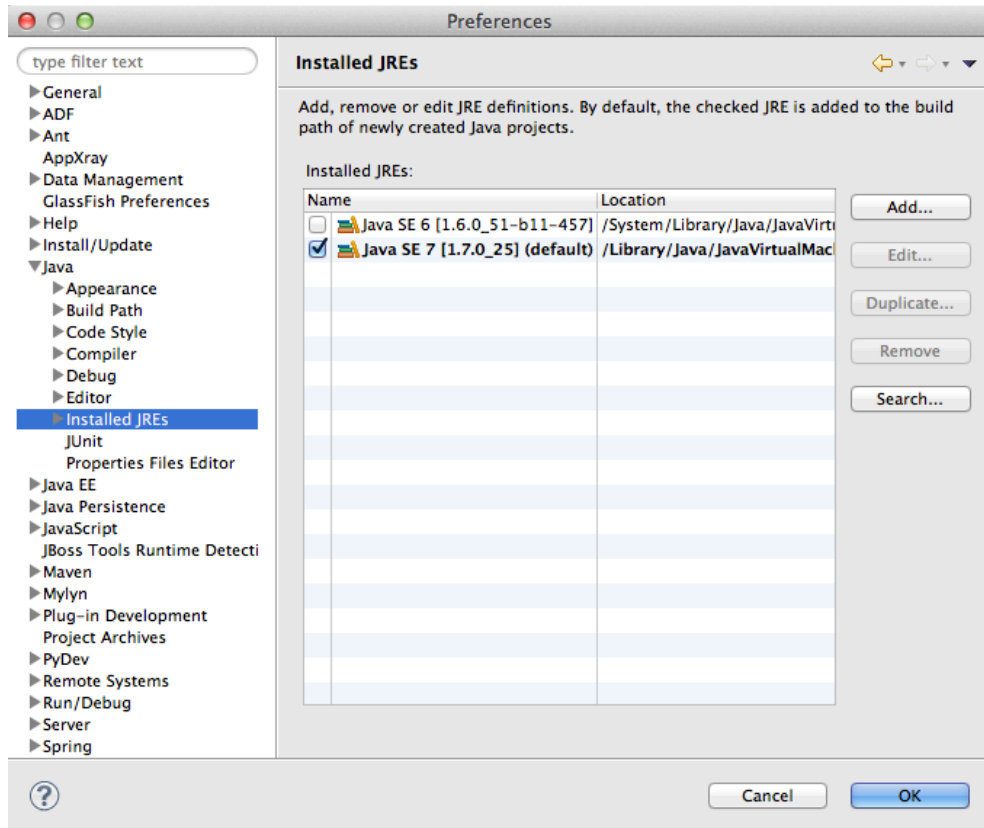 Preferences
type filter text
General
ADF
Ant
AppXray
Data Management
GlassFish Preferences
Help
Install/Update
Java
Appearance
Build Path
Code Style
Compiler
Debug
Editor
Installed JREs
JUnit
Properties Files Editor
Java EE
Java Persistence
JavaScript
JBoss Tools Runtime Detecti
Maven
Mylyn
Plug-in Development
Project Archives
PyDev
Remote Systems
Run/Debug
Server
Spring
Installed JREs
Add, remove or edit JRE definitions. By default, the checked JRE is added to the build
path of newly created Java projects.
Installed JREs:
Name Location
Java SE 6 [1.6.0_51-b11-457] /System/Library/Java/JavaVirtu
Java SE 7 [1.7.0_25] (default) /Library/Java/JavaVirtualMac
Add...
Edit...
Duplicate...
Remove
Search...
?
Cancel
OK